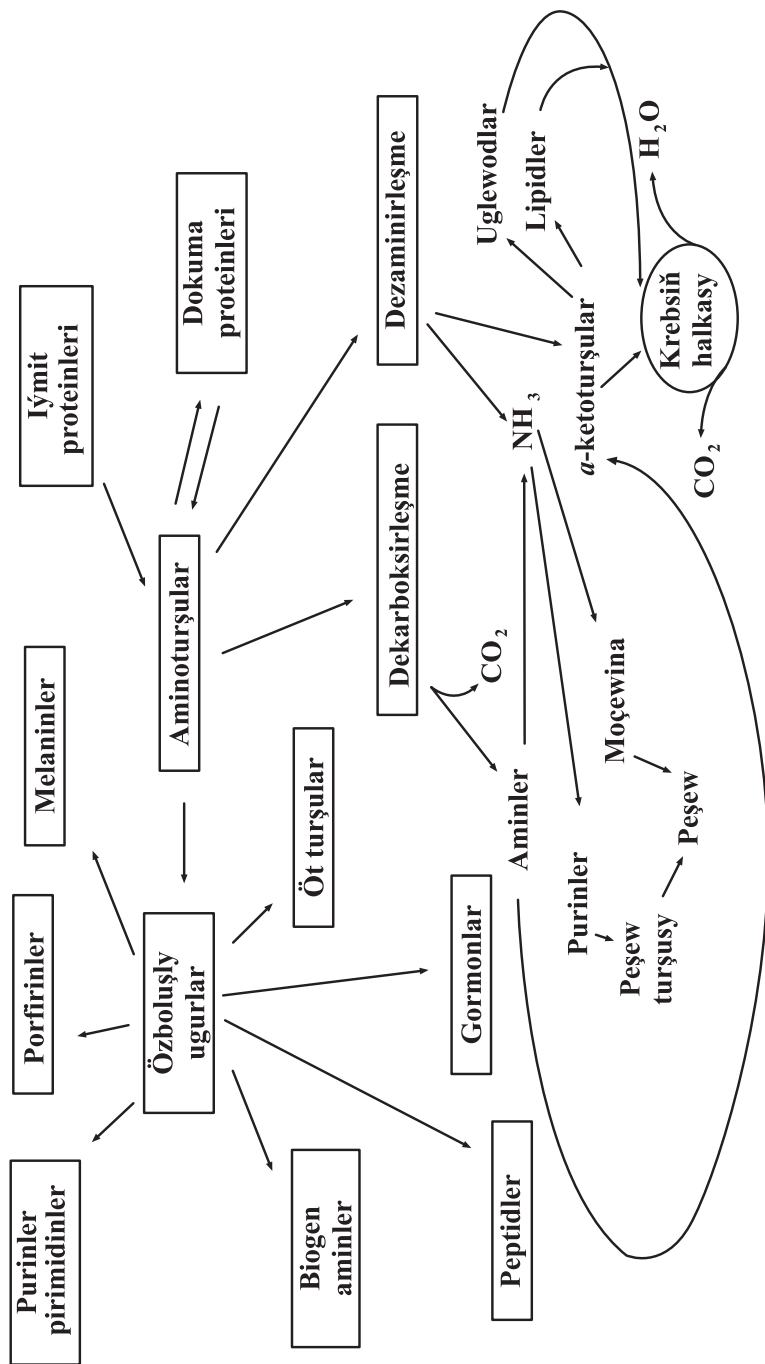 Purinler
pirimidinler
Porfirinler
Melaninler
Iýmit
proteinleri
Özboluşly
ugurlar
Aminoturşular
Dokuma
proteinleri
Biogen
aminler
Öt turşular
Peptidler
Gormonlar
Dekarboksirleşme
Dezaminirleşme
CO₂
Aminler
NH₃
Uglewodlar
Lipidler
Purinler
Moçewina
a-ketoturşular
Peşew
turşusy
Peşew
CO₂
Krebsiň
halkasy
H₂O